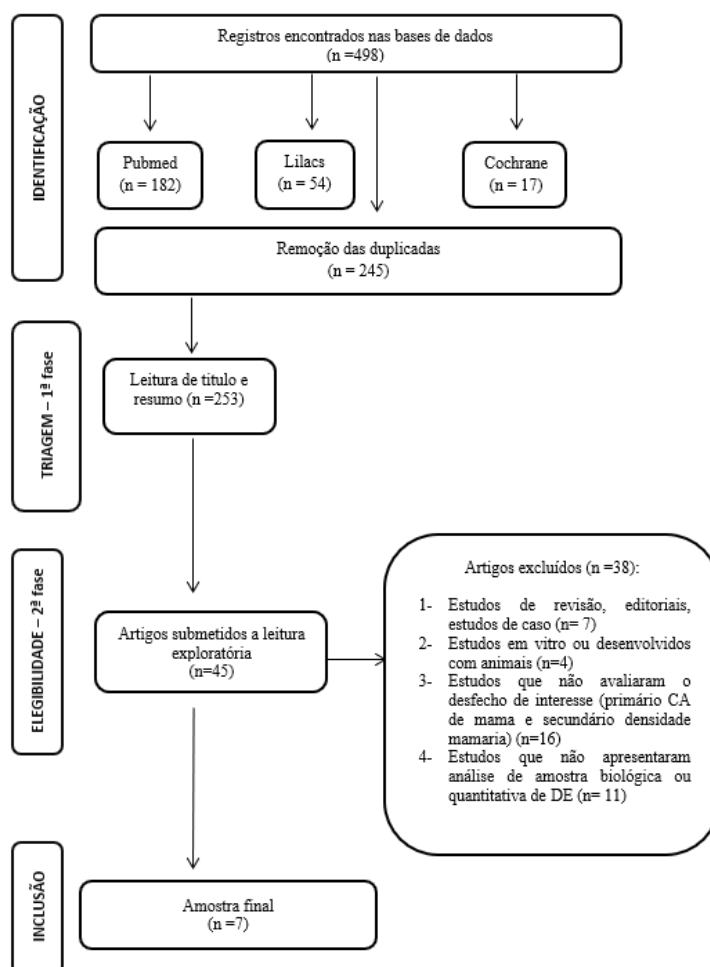 IDENTIFICAÇÃO
Registros encontrados nas bases de dados
(n =498)
Pubmed
(n = 182)
Lilacs
(n = 54)
Cochrane
(n = 17)
Remoção das duplicadas
(n = 245)
TRIAGEM – 1ª fase
Leitura de titulo e
resumo (n =253)
ELEGIBILIDADE – 2ª fase
Artigos submetidos a leitura
exploratória
(n=45)
Artigos excluídos (n =38):
1- Estudos de revisão, editoriais,
estudos de caso (n= 7)
2- Estudos em vitro ou desenvolvidos
com animais (n=4)
3- Estudos que não avaliaram o
desfecho de interesse (primário CA
de mama e secundário densidade
mamaria) (n=16)
4- Estudos que não apresentaram
análise de amostra biológica ou
quantitativa de DE (n= 11)
INCLUSÃO
Amostra final
(n =7)